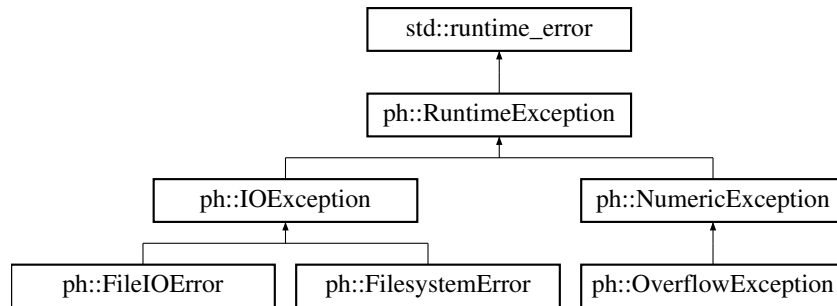 std::runtime_error
ph::RuntimeException
ph::IOException
ph::NumericException
ph::FileIOError
ph::FilesystemError
ph::OverflowException